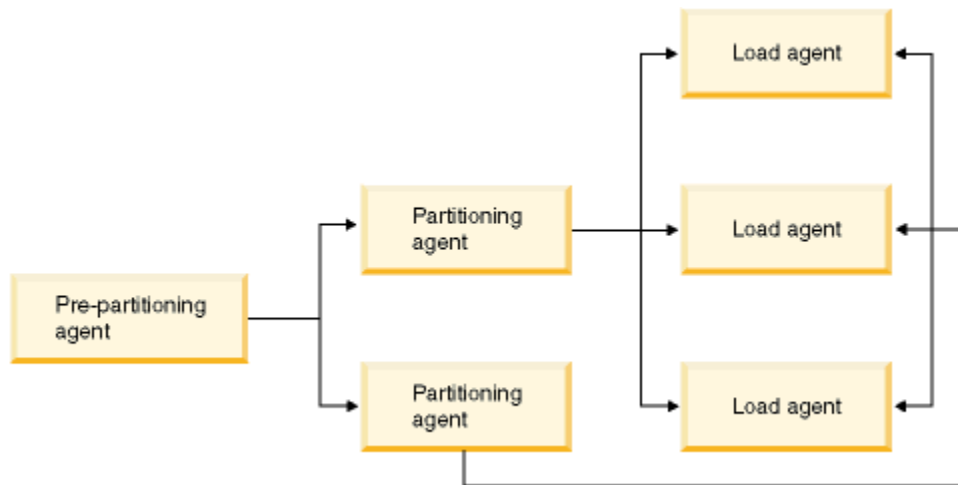 Load agent
Partitioning
agent
Load agent
Pre-partitioning
agent
Partitioning
agent
Load agent